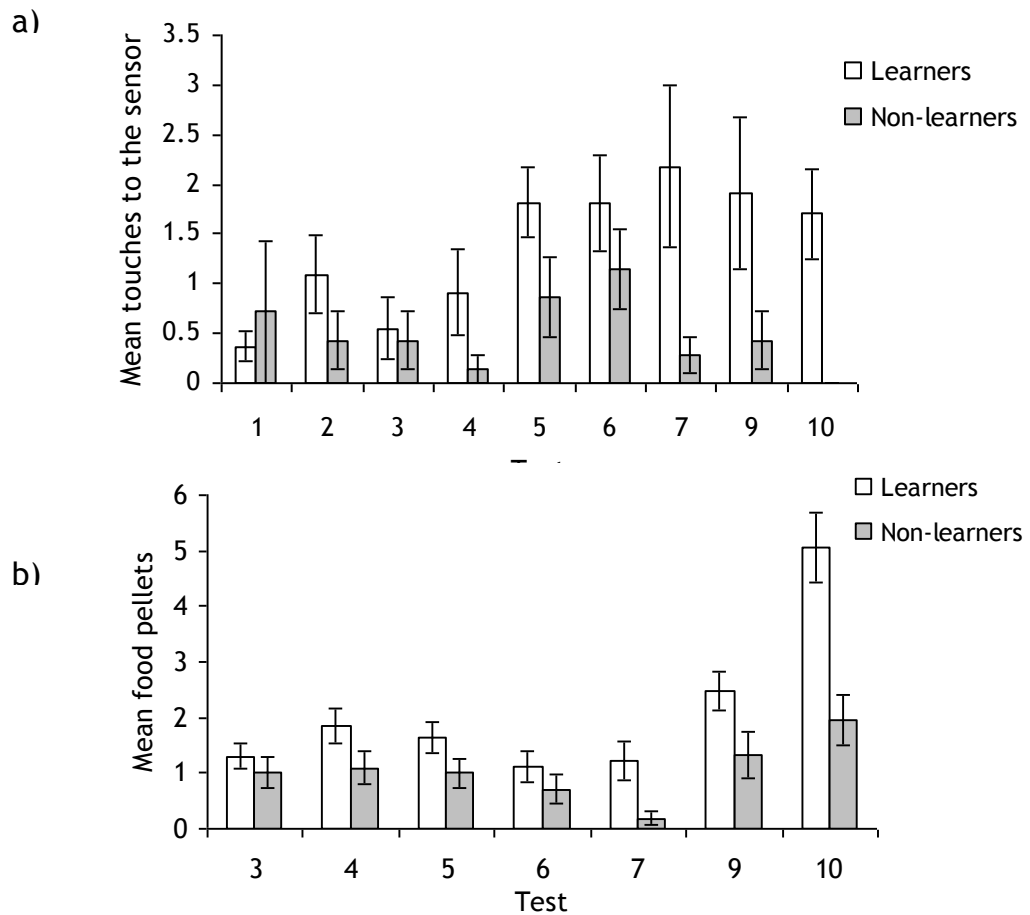 a)
Mean touches to the sensor
3.5
3
2.5
2
1.5
1
0.5
0
Learners
Non-learners
1 2 3 4 5 6 7 9 10
b)
Mean food pellets
6
5
4
3
2
1
0
Learners
Non-learners
3 4 5 6 7 9 10
Test